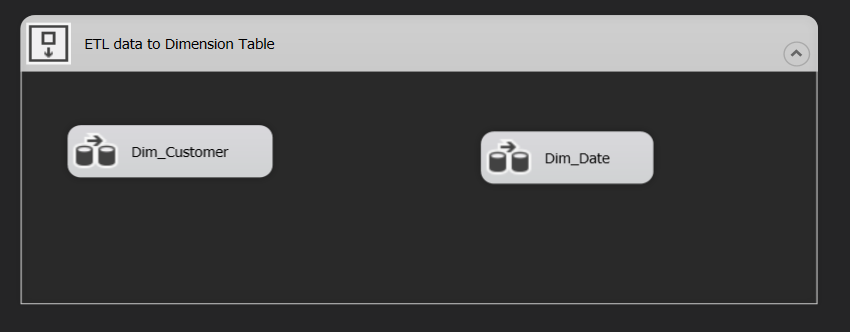 ETL data to Dimension Table
Dim_Customer
Dim_Date